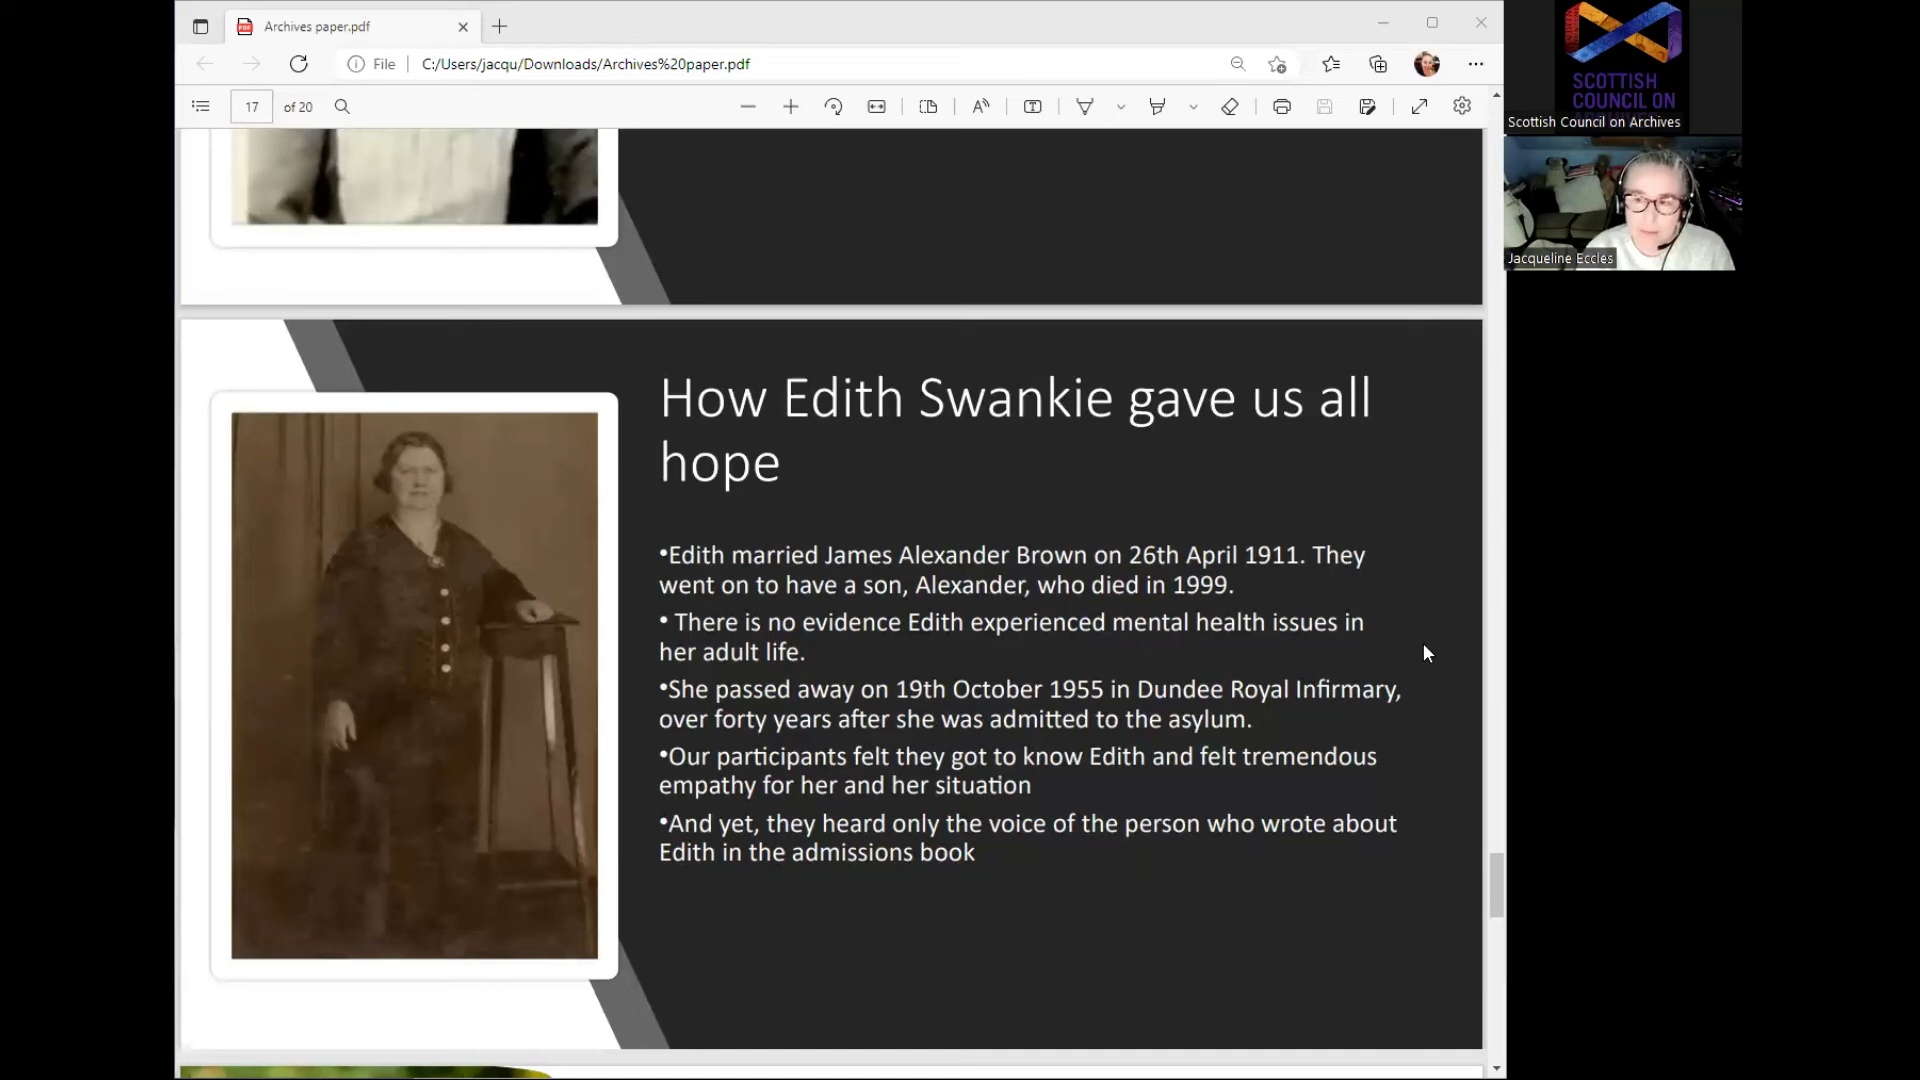 Archives paper.pdf
File
C:/Users/jacqu/Downloads/Archives%20paper.pdf
17 of 20
SCOTTISH
COUNCIL ON
Scottish Council on Archives
Jacqueline Eccles
How Edith Swankie gave us all
hope
•Edith married James Alexander Brown on 26th April 1911. They
went on to have a son, Alexander, who died in 1999.
• There is no evidence Edith experienced mental health issues in
her adult life.
•She passed away on 19th October 1955 in Dundee Royal Infirmary,
over forty years after she was admitted to the asylum.
•Our participants felt they got to know Edith and felt tremendous
empathy for her and her situation
•And yet, they heard only the voice of the person who wrote about
Edith in the admissions book